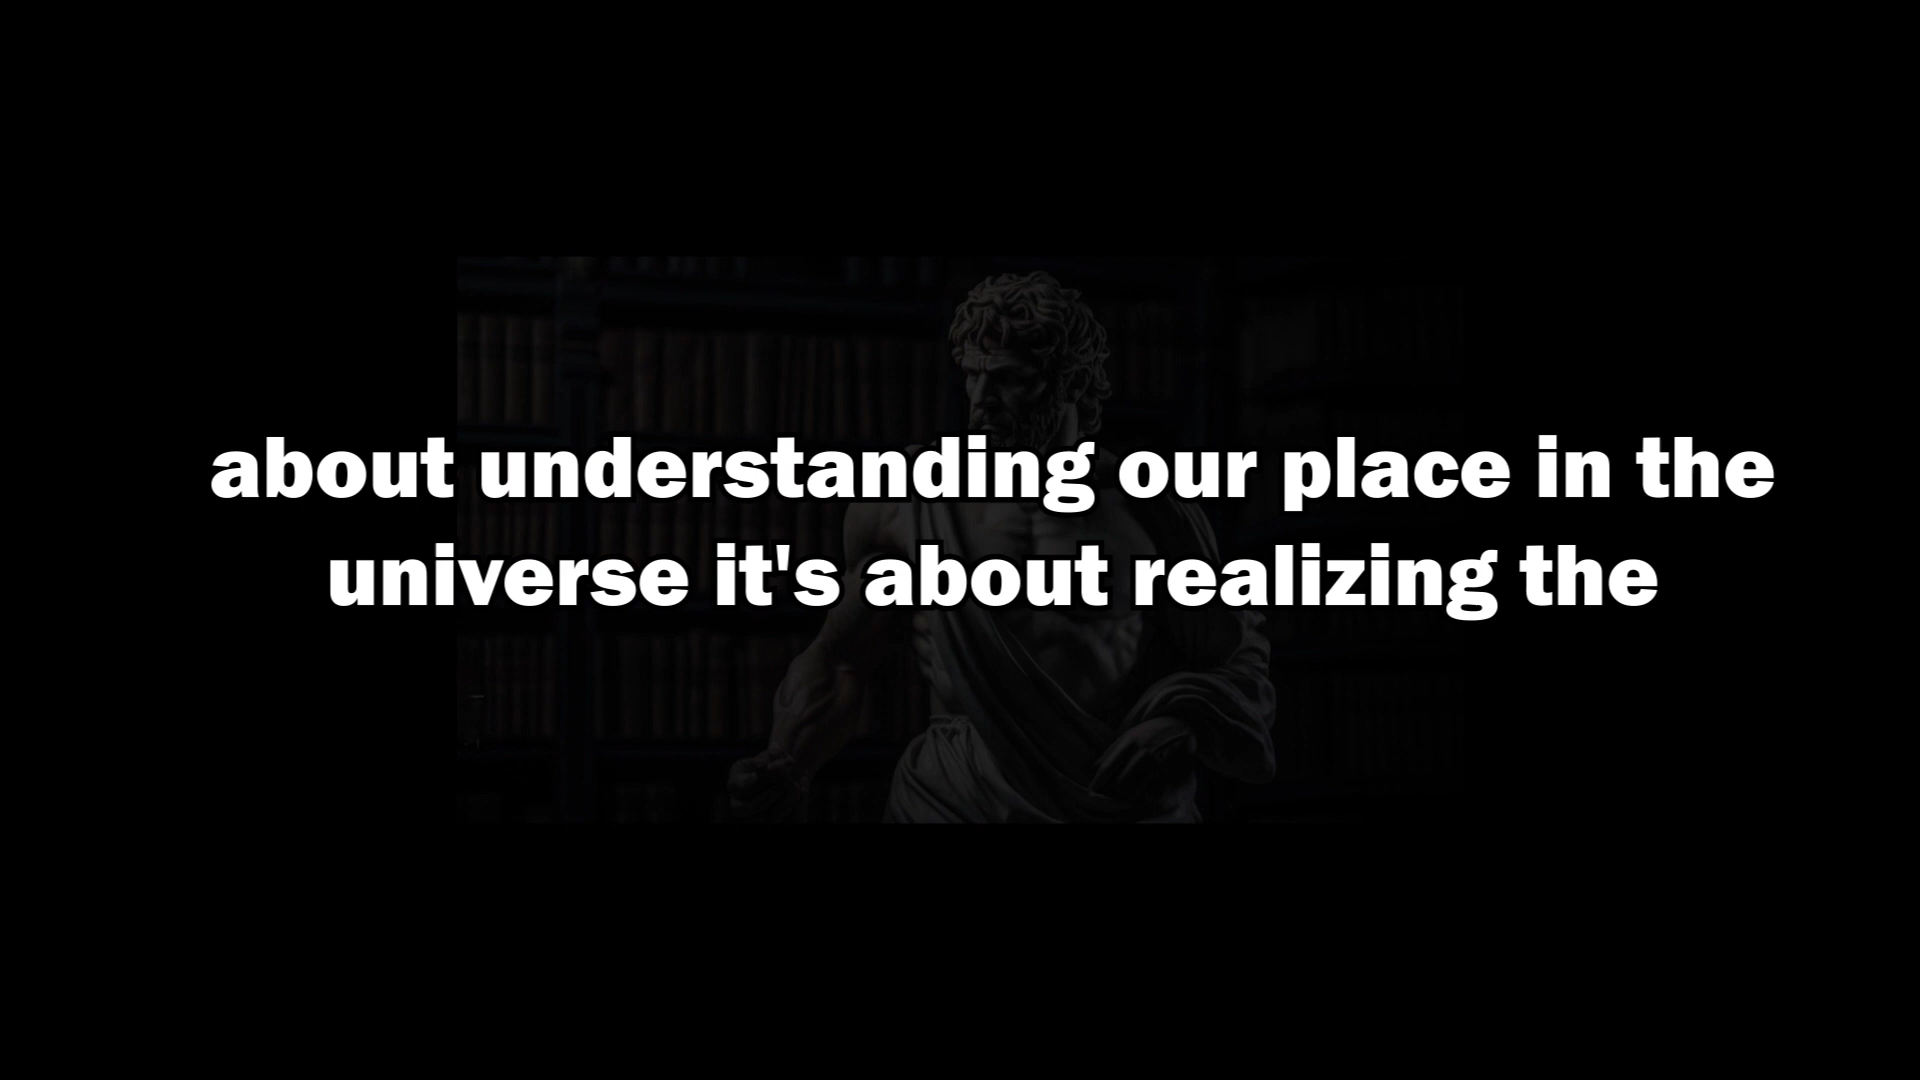 about understanding our place in the
universe it's about realizing the